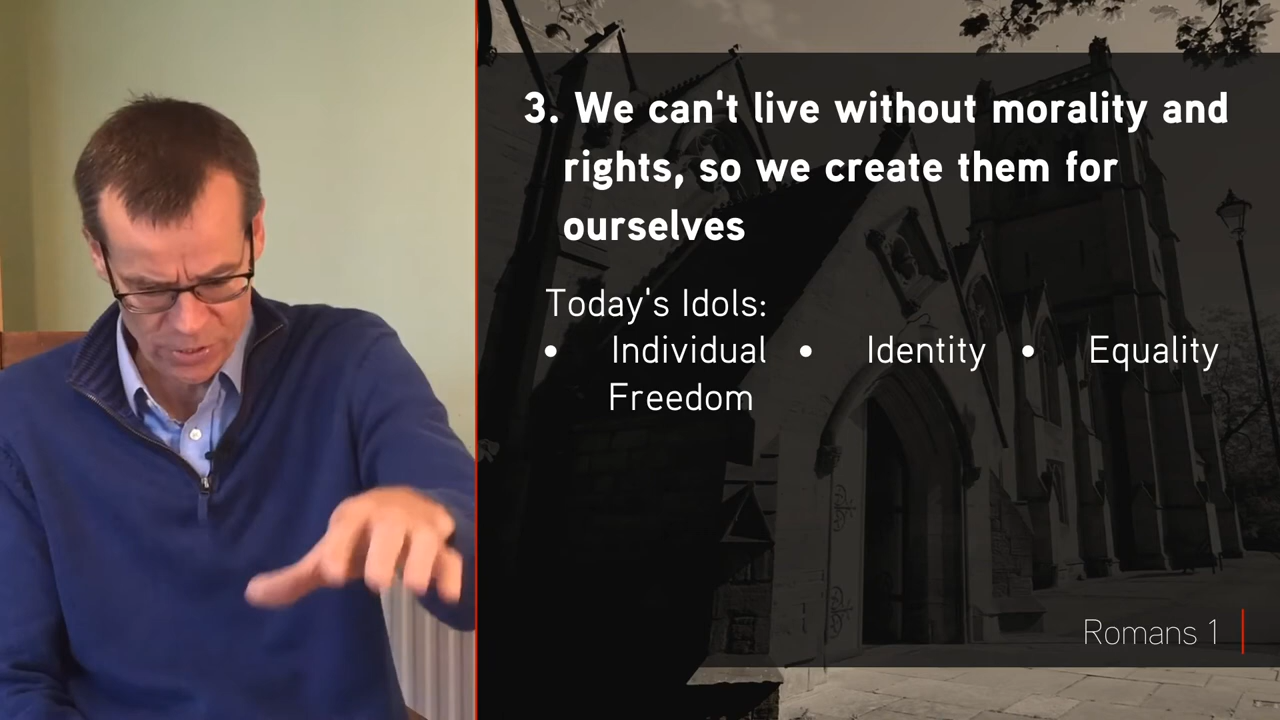 3. We can't live without morality and
rights, so we create them for
ourselves
Today's Idols:
• Individual • Identity • Equality
Freedom
Romans 1